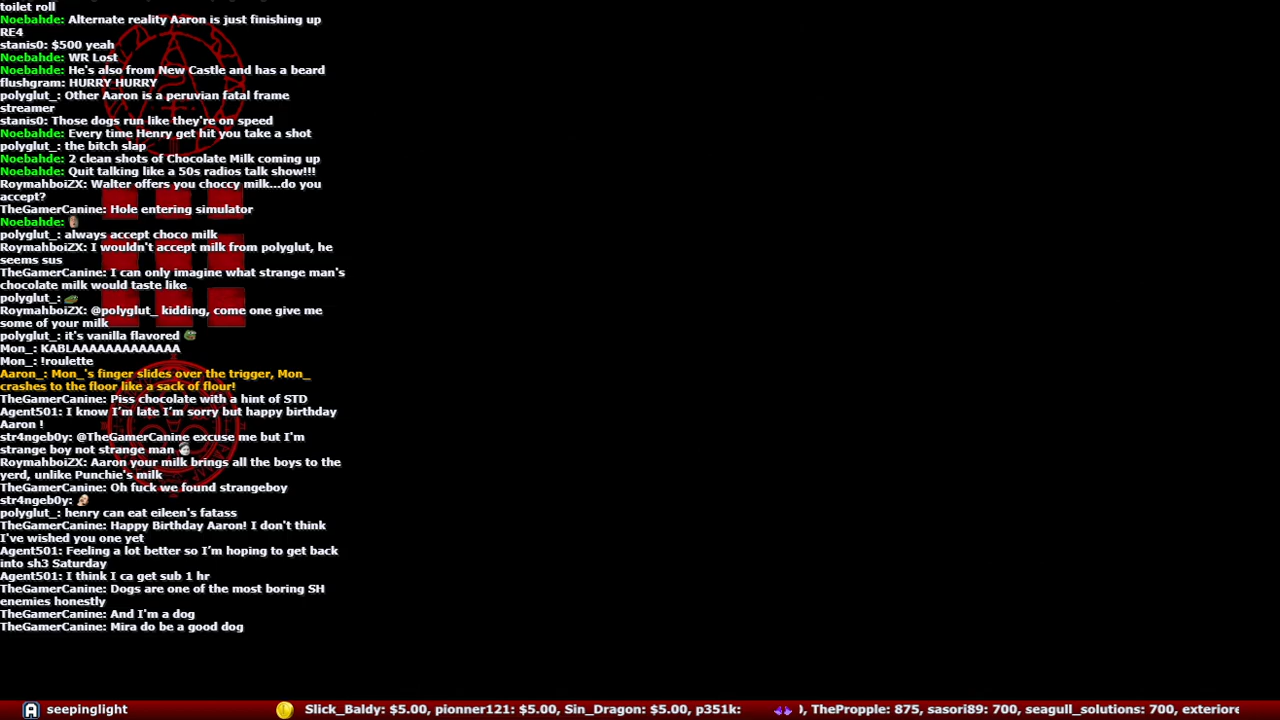 toilet roll
Noebahde: Alternate reality Aaron is just finishing up
RE4
stanis0: $500 yeah
Noebahde: WR Lost
Noebahde: He's also from New Castle and has a beard
flushgram: HURRY HURRY
polyglut_: Other Aaron is a peruvian fatal frame
streamer
stanis0: Those dogs run like they're on speed
Noebahde: Every time Henry get hit you take a shot
polyglut_: the bitch slap
Noebahde: 2 clean shots of Chocolate Milk coming up
Noebahde: Quit talking like a 50s radios talk show!!!
RoymahboiZX: Walter offers you choccy milk...do you
accept?
TheGamerCanine: Hole entering simulator
Noebahde:
polyglut_: always accept choco milk
RoymahboiZX: I wouldn't accept milk from polyglut, he
seems sus
TheGamerCanine: I can only imagine what strange man's
chocolate milk would taste like
polyglut_:
RoymahboiZX: @polyglut_ kidding, come one give me
some of your milk
polyglut_: it's vanilla flavored
Mon_: KABLAAAAAAAAAAAAA
Mon_: !roulette
Aaron_: Mon_'s finger slides over the trigger, Mon_
crashes to the floor like a sack of flour!
TheGamerCanine: Piss chocolate with a hint of STD
Agent501: I know I’m late I’m sorry but happy birthday
Aaron !
str4ngeb0y: @TheGamerCanine excuse me but I'm
strange boy not strange man
RoymahboiZX: Aaron your milk brings all the boys to the
yerd, unlike Punchie's milk
TheGamerCanine: Oh fuck we found strangeboy
str4ngeb0y:
polyglut_: henry can eat eileen's fatass
TheGamerCanine: Happy Birthday Aaron! I don't think
I've wished you one yet
Agent501: Feeling a lot better so I’m hoping to get back
into sh3 Saturday
Agent501: I think I ca get sub 1 hr
TheGamerCanine: Dogs are one of the most boring SH
enemies honestly
TheGamerCanine: And I'm a dog
TheGamerCanine: Mira do be a good dog
A seepinglight Slick_Baldy: $5.00, pionner121: $5.00, Sin_Dragon: $5.00, p351k: ), ThePropple: 875, sasori89: 700, seagull_solutions: 700, exteriore